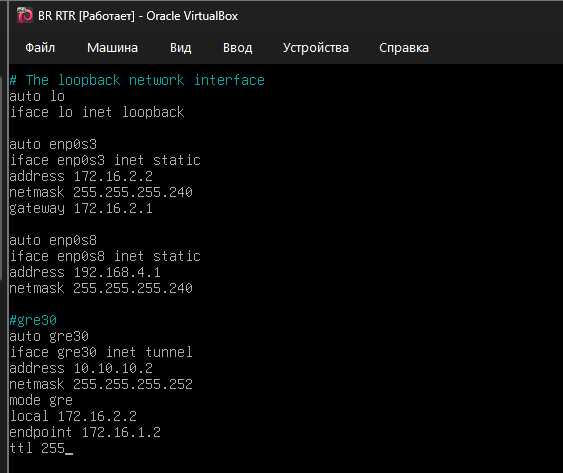 BR RTR [Работает] - Oracle VirtualBox
Файл Машина Вид Ввод Устройства Справка
# The loopback network interface
auto lo
iface lo inet loopback
auto enp0s3
iface enp0s3 inet static
address 172.16.2.2
netmask 255.255.255.240
gateway 172.16.2.1
auto enp0s8
iface enp0s8 inet static
address 192.168.4.1
netmask 255.255.255.240
#gre30
auto gre30
iface gre30 inet tunnel
address 10.10.10.2
netmask 255.255.255.252
mode gre
local 172.16.2.2
endpoint 172.16.1.2
ttl 255_